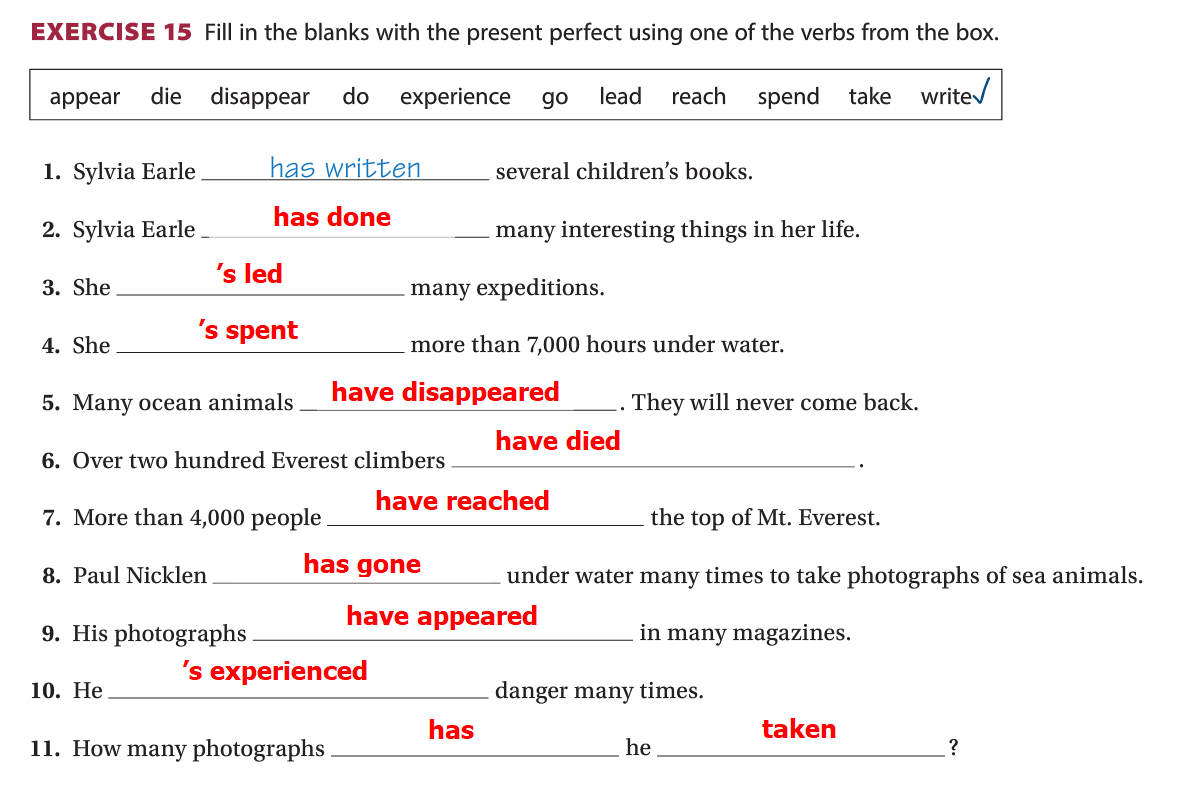 EXERCISE 15 Fill in the blanks with the present perfect using one of the verbs from the box.
appear die disappear do experience go lead reach spend take write✓
1. Sylvia Earle has written several children’s books.
2. Sylvia Earle has done many interesting things in her life.
3. She ’s led many expeditions.
4. She ’s spent more than 7,000 hours under water.
5. Many ocean animals have disappeared. They will never come back.
6. Over two hundred Everest climbers have died.
7. More than 4,000 people have reached the top of Mt. Everest.
8. Paul Nicklen has gone under water many times to take photographs of sea animals.
9. His photographs have appeared in many magazines.
10. He ’s experienced danger many times.
11. How many photographs has he taken?